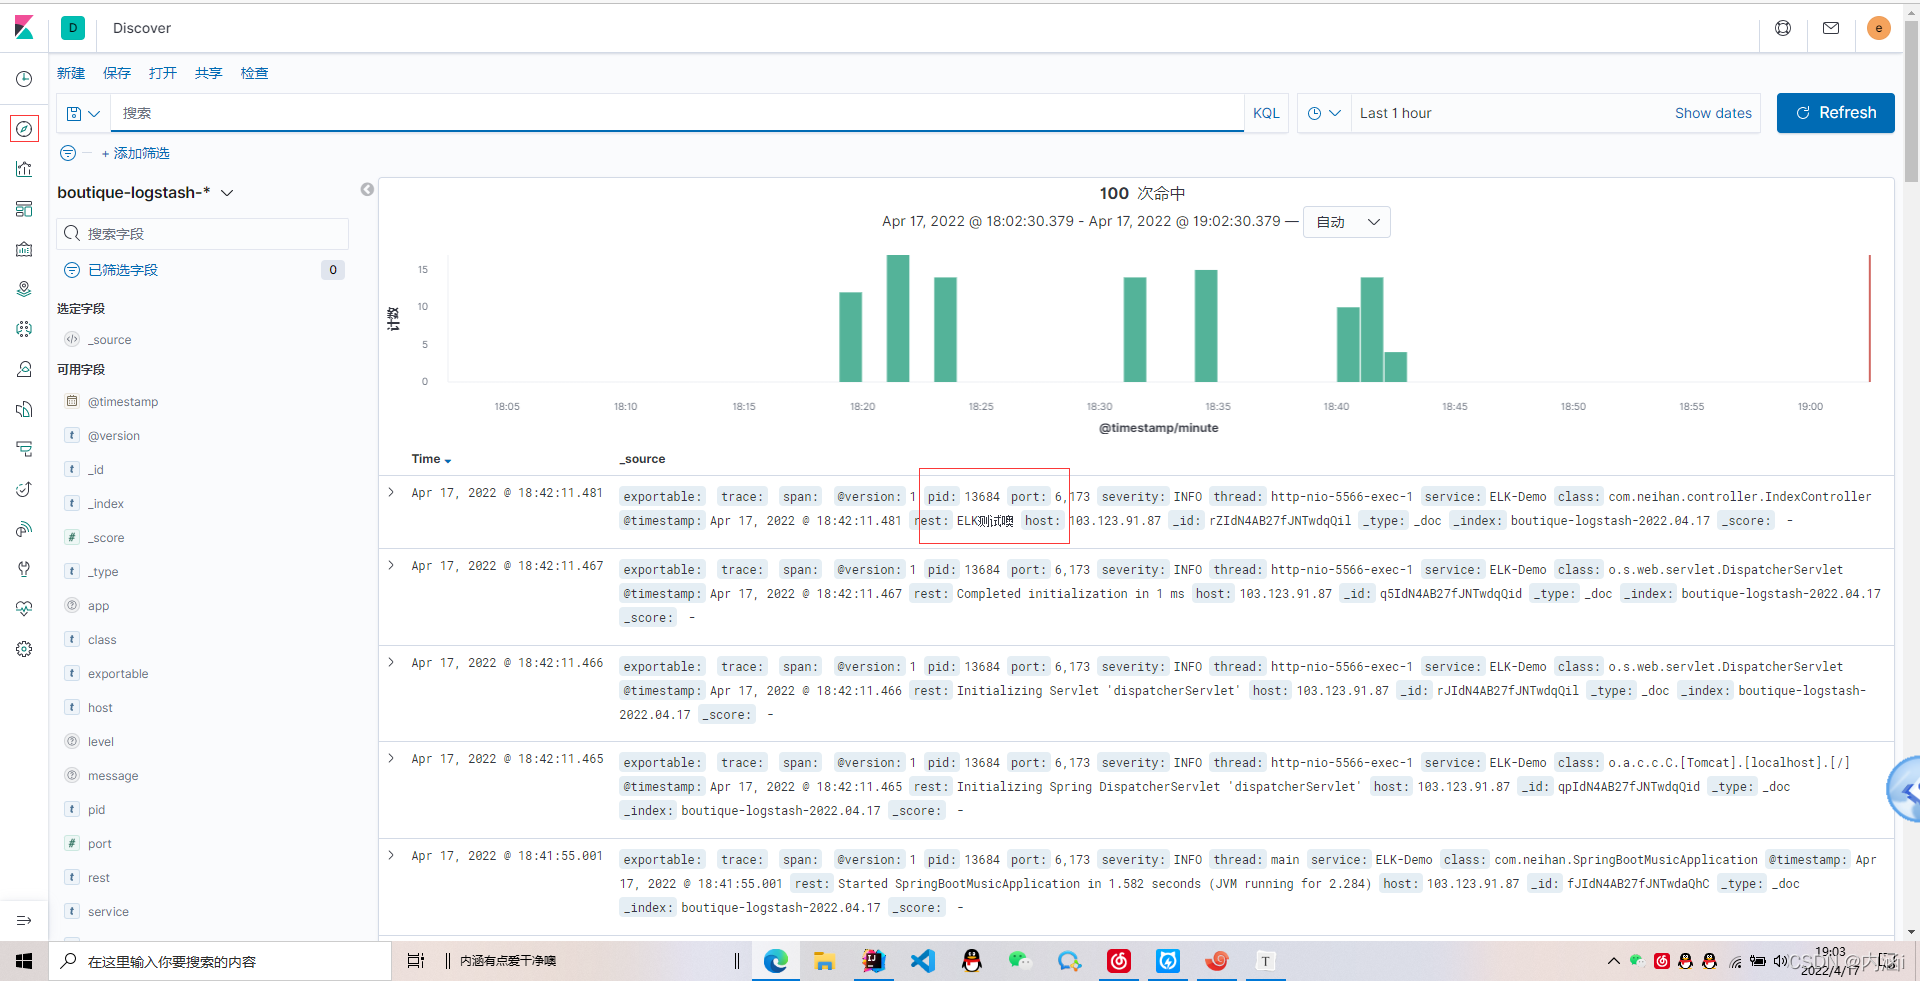 D Discover e
新建 保存 打开 共享 检查
搜索 KQL Last 1 hour Show dates Refresh
+ 添加筛选
boutique-logstash-*
搜索字段
已筛选字段 0
选定字段
_source
可用字段
@timestamp
t @version
t _id
t _index
# _score
t _type
app
t class
t exportable
t host
level
message
t pid
# port
t rest
t service
100 次命中
Apr 17, 2022 @ 18:02:30.379 - Apr 17, 2022 @ 19:02:30.379 — 自动
计数
15
10
5
0
18:05 18:10 18:15 18:20 18:25 18:30 18:35 18:40 18:45 18:50 18:55 19:00
@timestamp/minute
Time _source
Apr 17, 2022 @ 18:42:11.481 exportable: trace: span: @version: 1 pid: 13684 port: 6,173 severity: INFO thread: http-nio-5566-exec-1 service: ELK-Demo class: com.neihan.controller.IndexController
@timestamp: Apr 17, 2022 @ 18:42:11.481 rest: ELK测试噢 host: 103.123.91.87 _id: rZIdN4AB27fJNTwdqQil _type: _doc _index: boutique-logstash-2022.04.17 _score: -
Apr 17, 2022 @ 18:42:11.467 exportable: trace: span: @version: 1 pid: 13684 port: 6,173 severity: INFO thread: http-nio-5566-exec-1 service: ELK-Demo class: o.s.web.servlet.DispatcherServlet
@timestamp: Apr 17, 2022 @ 18:42:11.467 rest: Completed initialization in 1 ms host: 103.123.91.87 _id: q5IdN4AB27fJNTwdqQid _type: _doc _index: boutique-logstash-2022.04.17
_score: -
Apr 17, 2022 @ 18:42:11.466 exportable: trace: span: @version: 1 pid: 13684 port: 6,173 severity: INFO thread: http-nio-5566-exec-1 service: ELK-Demo class: o.s.web.servlet.DispatcherServlet
@timestamp: Apr 17, 2022 @ 18:42:11.466 rest: Initializing Servlet 'dispatcherServlet' host: 103.123.91.87 _id: rJIdN4AB27fJNTwdqQil _type: _doc _index: boutique-logstash-
2022.04.17 _score: -
Apr 17, 2022 @ 18:42:11.465 exportable: trace: span: @version: 1 pid: 13684 port: 6,173 severity: INFO thread: http-nio-5566-exec-1 service: ELK-Demo class: o.a.c.c.C.[Tomcat].[localhost].[/]
@timestamp: Apr 17, 2022 @ 18:42:11.465 rest: Initializing Spring DispatcherServlet 'dispatcherServlet' host: 103.123.91.87 _id: qpIdN4AB27fJNTwdqQid _type: _doc
_index: boutique-logstash-2022.04.17 _score: -
Apr 17, 2022 @ 18:41:55.001 exportable: trace: span: @version: 1 pid: 13684 port: 6,173 severity: INFO thread: main service: ELK-Demo class: com.neihan.SpringBootMusicApplication @timestamp: Apr
17, 2022 @ 18:41:55.001 rest: Started SpringBootMusicApplication in 1.582 seconds (JVM running for 2.284) host: 103.123.91.87 _id: fJIdN4AB27fJNTwdaQhC _type: _doc
_index: boutique-logstash-2022.04.17 _score: -
在这里输入你要搜索的内容 内涵有点爱干净噢 T 19:03
2022/4/17
CSDN @内涵i